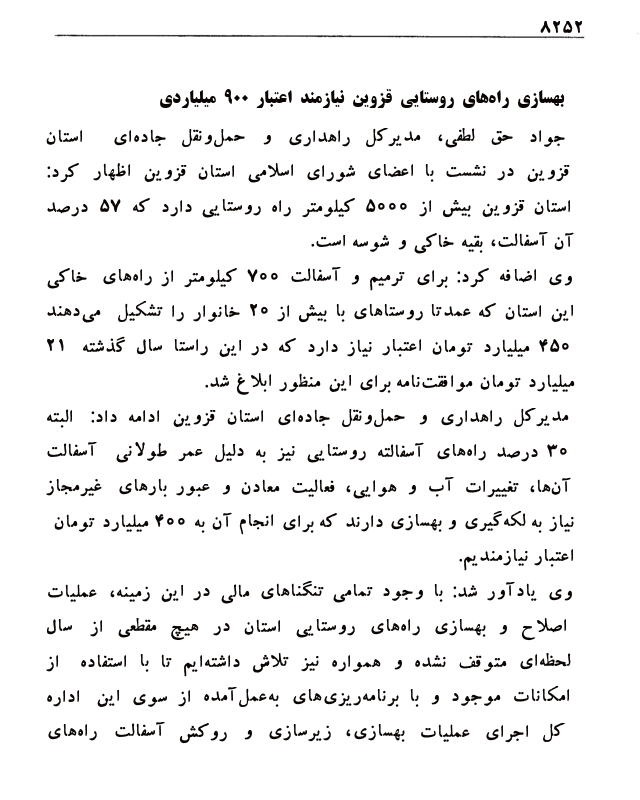 ۸۲۵۲
بهسازی راه‌های روستایی قزوین نیازمند اعتبار ۹۰۰ میلیاردی
جواد حق لطفی، مدیرکل راهداری و حمل‌ونقل جاده‌ای استان
قزوین در نشست با اعضای شورای اسلامی استان قزوین اظهار کرد:
استان قزوین بیش از ۵۰۰۰ کیلومتر راه روستایی دارد که ۵۷ درصد
آن آسفالت، بقیه خاکی و شوسه است.
وی اضافه کرد: برای ترمیم و آسفالت ۷۰۰ کیلومتر از راه‌های خاکی
این استان که عمدتا روستاهای با بیش از ۲۰ خانوار را تشکیل می‌دهند
۴۵۰ میلیارد تومان اعتبار نیاز دارد که در این راستا سال گذشته ۲۱
میلیارد تومان موافقت‌نامه برای این منظور ابلاغ شد.
مدیرکل راهداری و حمل‌ونقل جاده‌ای استان قزوین ادامه داد: البته
۳۰ درصد راه‌های آسفالته روستایی نیز به دلیل عمر طولانی آسفالت
آن‌ها، تغییرات آب و هوایی، فعالیت معادن و عبور بارهای غیرمجاز
نیاز به لکه‌گیری و بهسازی دارند که برای انجام آن به ۴۰۰ میلیارد تومان
اعتبار نیازمندیم.
وی یادآور شد: با وجود تمامی تنگناهای مالی در این زمینه، عملیات
اصلاح و بهسازی راه‌های روستایی استان در هیچ مقطعی از سال
لحظه‌ای متوقف نشده و همواره نیز تلاش داشته‌ایم تا با استفاده از
امکانات موجود و با برنامه‌ریزی‌های به‌عمل‌آمده از سوی این اداره
کل اجرای عملیات بهسازی، زیرسازی و روکش آسفالت راه‌های